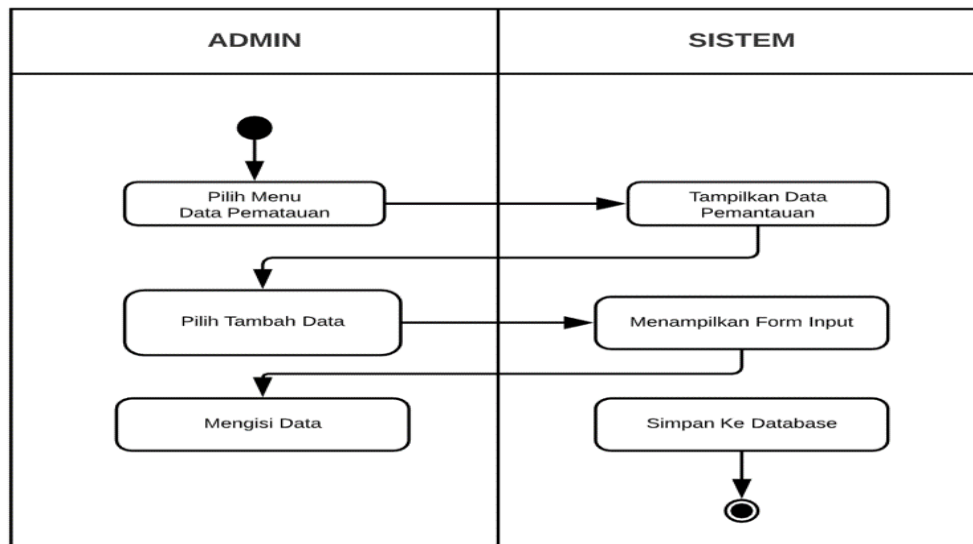 ADMIN
SISTEM
Pilih Menu
Data Pematauan
Tampilkan Data
Pemantauan
Pilih Tambah Data
Menampilkan Form Input
Mengisi Data
Simpan Ke Database